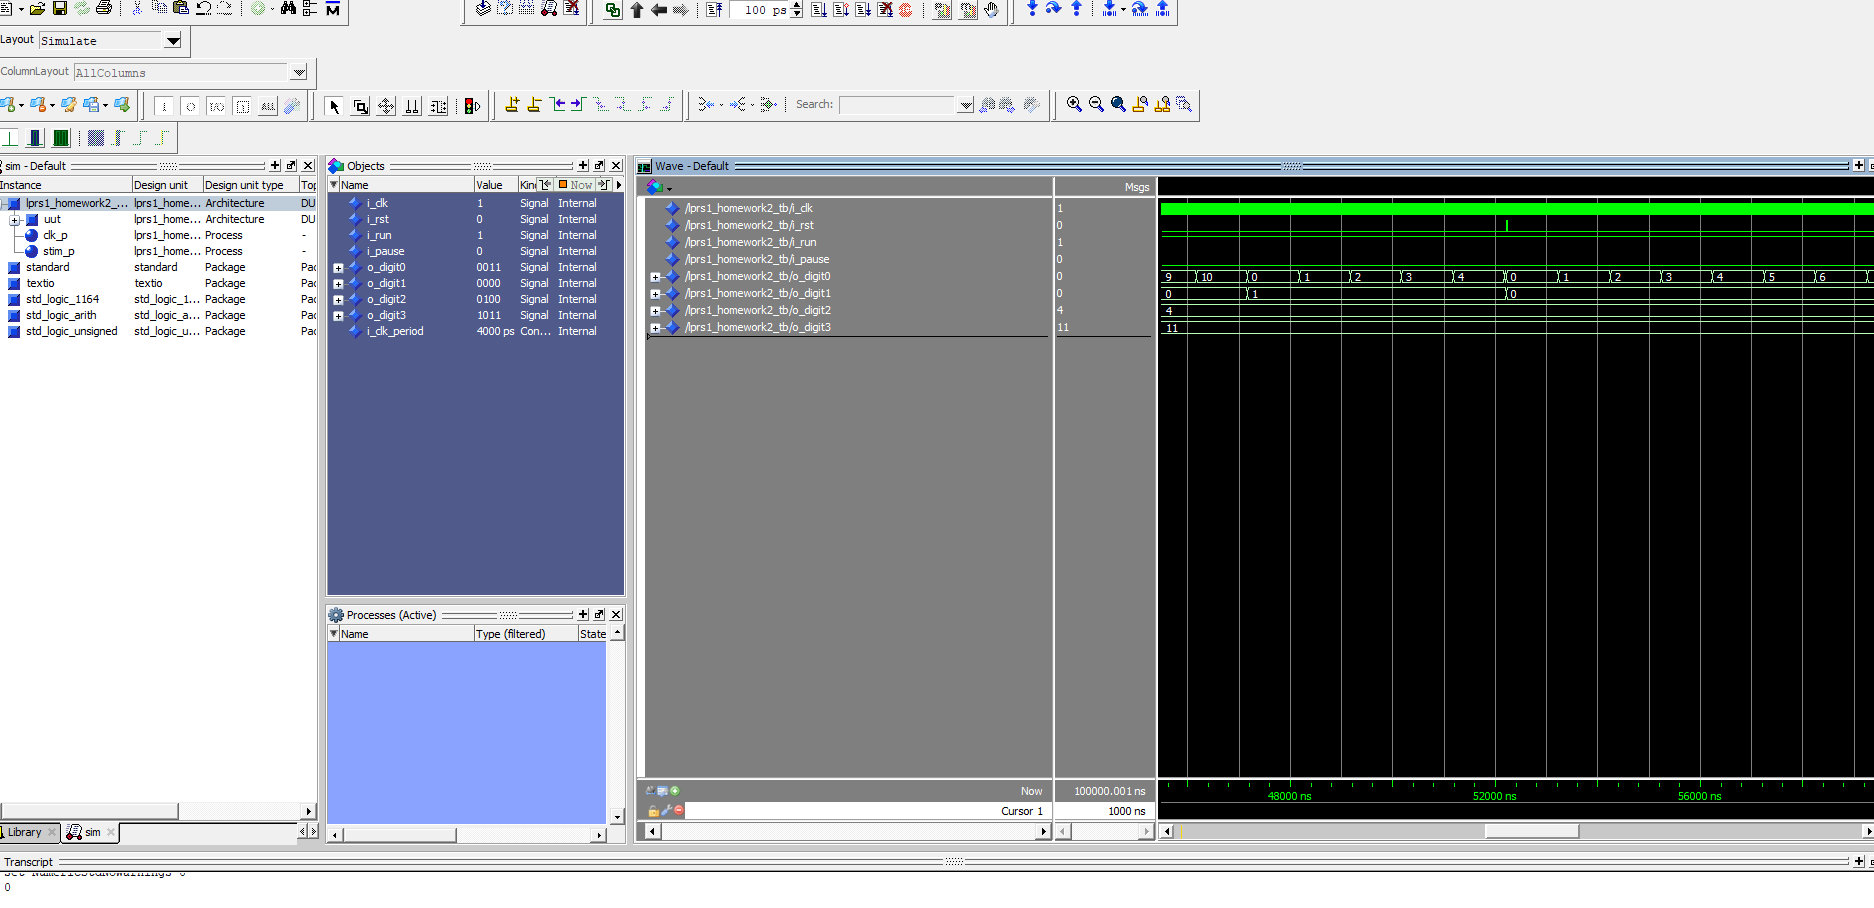 100 ps
Layout Simulate
ColumnLayout AllColumns
Search:
sim - Default
Instance Design unit Design unit type Top
lprs1_homework2_... lprs1_home... Architecture DU
uut lprs1_home... Architecture DU
clk_p lprs1_home... Process -
stim_p lprs1_home... Process -
standard standard Package Pac
textio textio Package Pac
std_logic_1164 std_logic_1... Package Pac
std_logic_arith std_logic_a... Package Pac
std_logic_unsigned std_logic_u... Package Pac
Library sim
Objects
Name Value Kin Now
i_clk 1 Signal Internal
i_rst 0 Signal Internal
i_run 1 Signal Internal
i_pause 0 Signal Internal
o_digit0 0011 Signal Internal
o_digit1 0000 Signal Internal
o_digit2 0100 Signal Internal
o_digit3 1011 Signal Internal
i_clk_period 4000 ps Con... Internal
Processes (Active)
Name Type (filtered) State
Wave - Default
Msgs
/lprs1_homework2_tb/i_clk 1
/lprs1_homework2_tb/i_rst 0
/lprs1_homework2_tb/i_run 1
/lprs1_homework2_tb/i_pause 0
/lprs1_homework2_tb/o_digit0 0 9 10 0 1 2 3 4 0 1 2 3 4 5 6
/lprs1_homework2_tb/o_digit1 0 0 1 0
/lprs1_homework2_tb/o_digit2 4 4
/lprs1_homework2_tb/o_digit3 11 11
Now 100000.001 ns 48000 ns 52000 ns 56000 ns
Cursor 1 1000 ns
Transcript
0